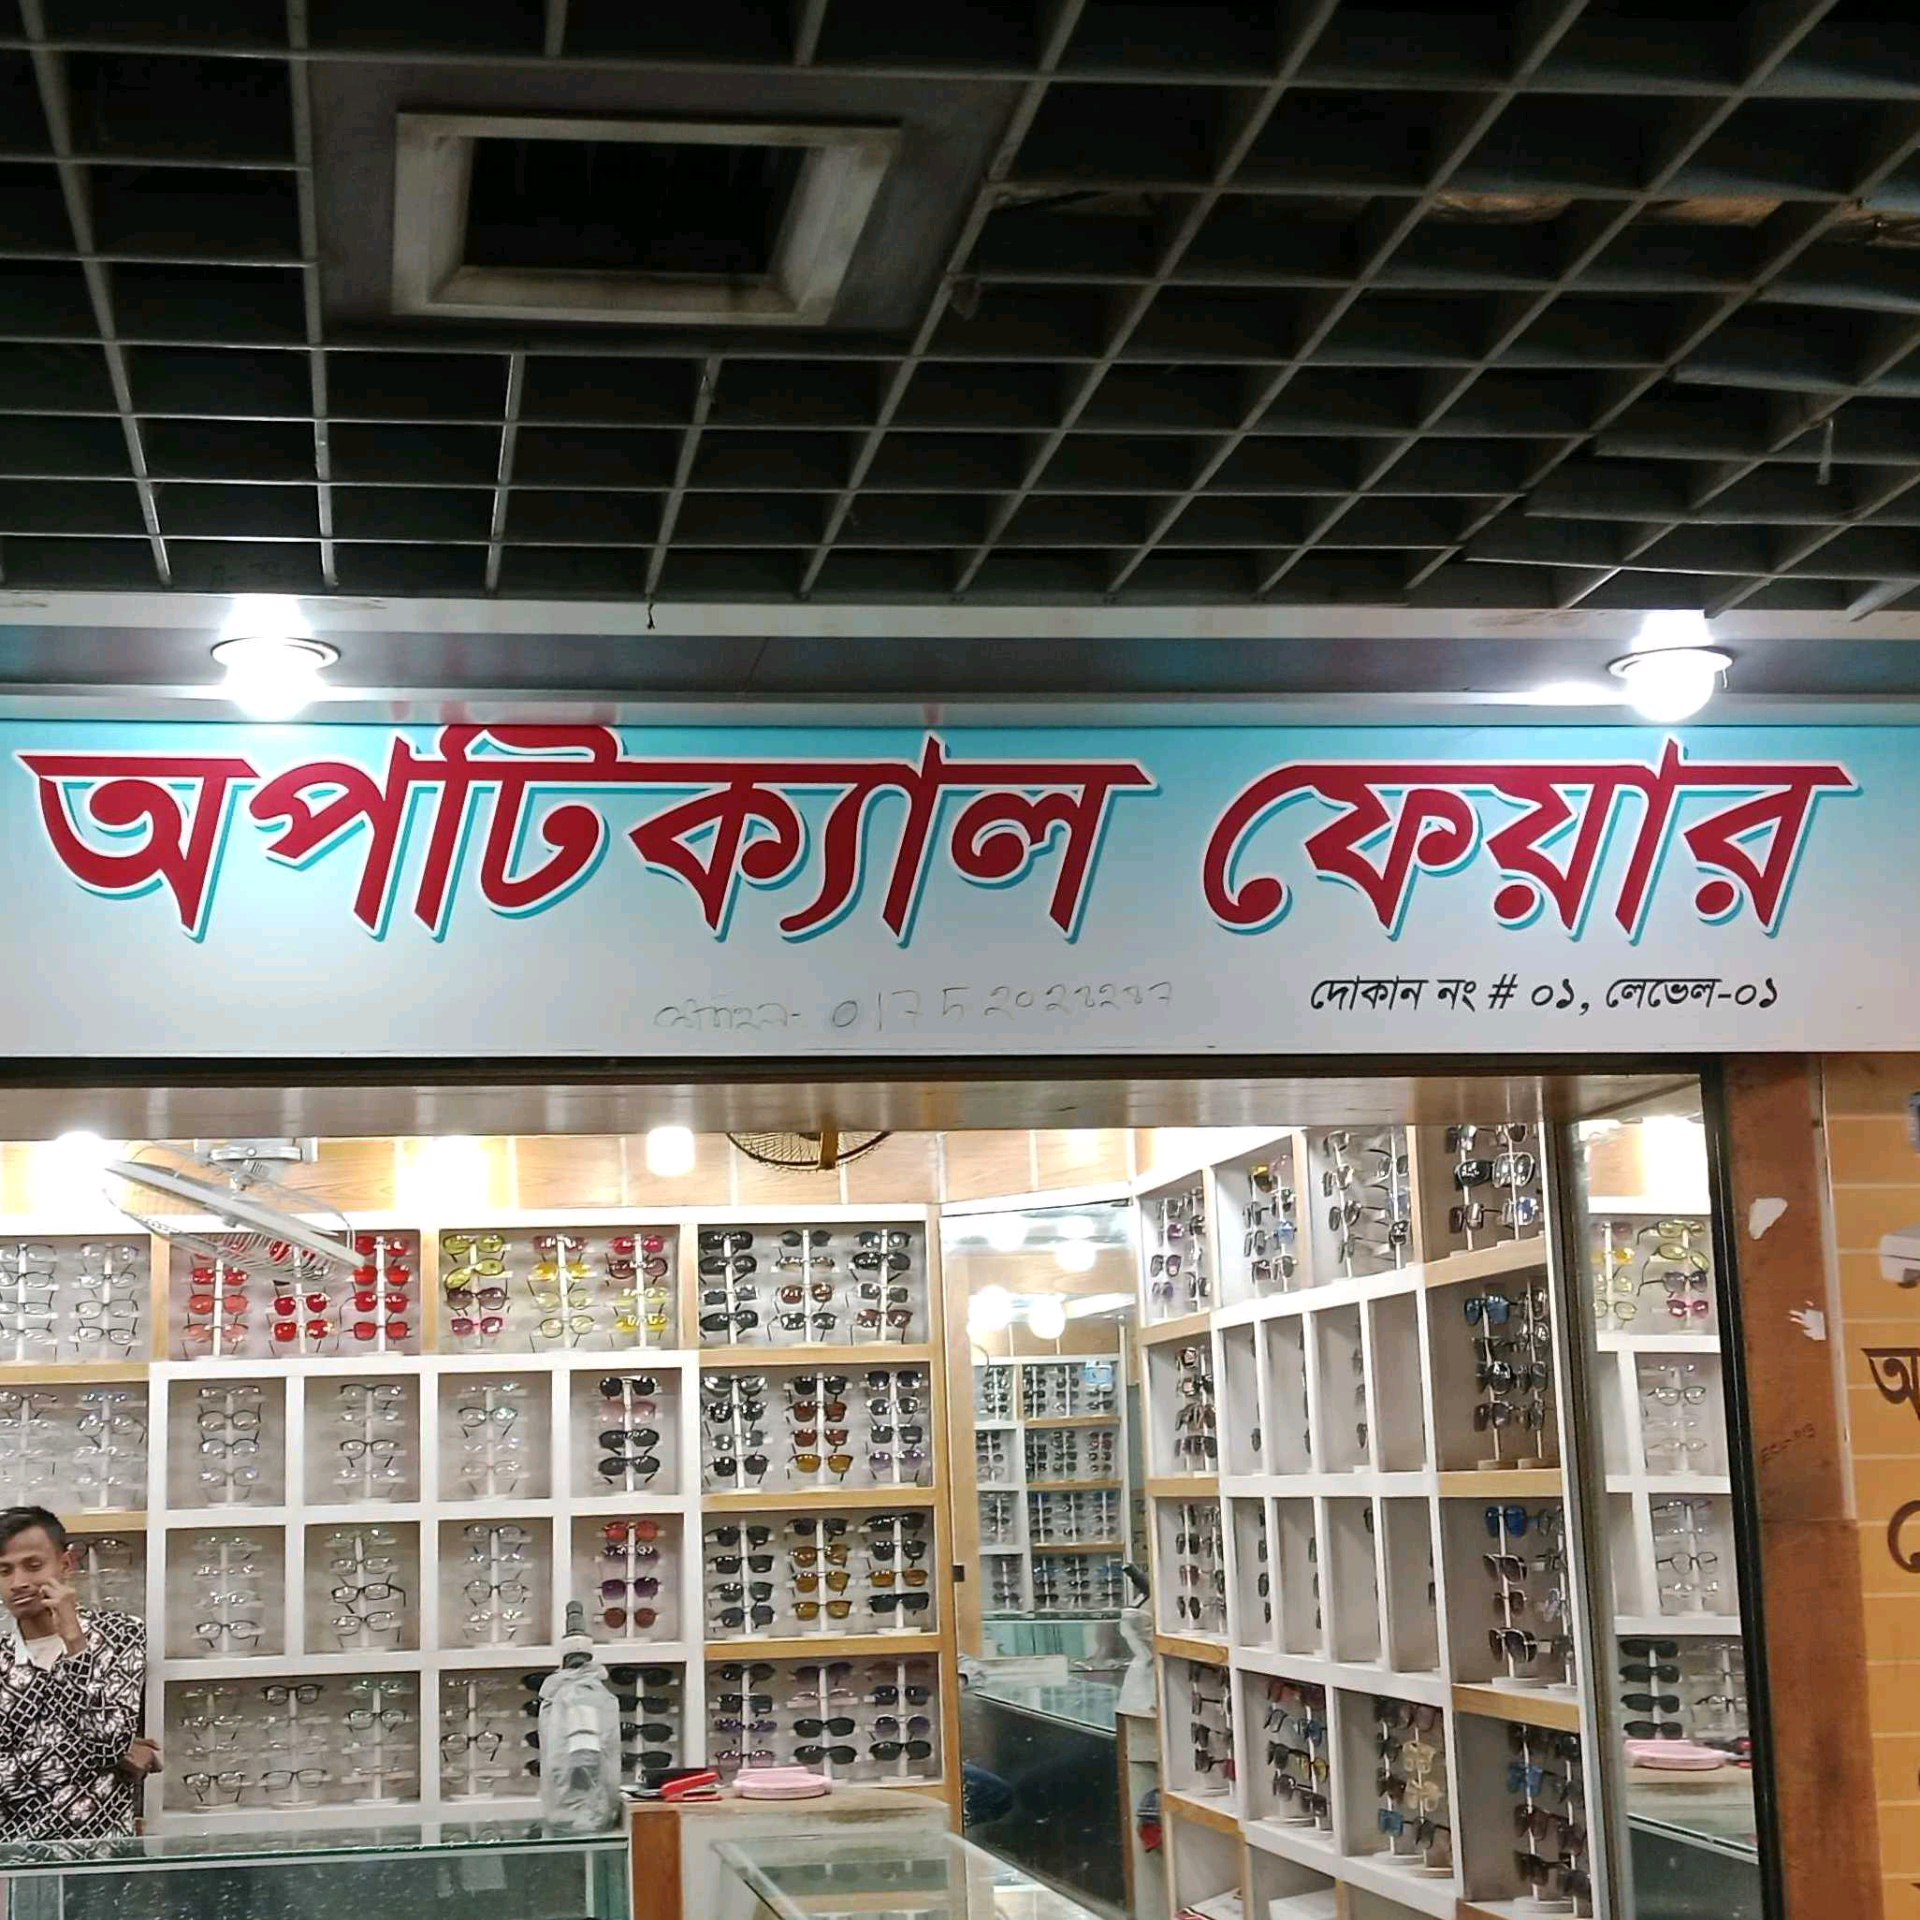 অপটিক্যাল ফেয়ার
দোকান নং # ০১, লেভেল-০১